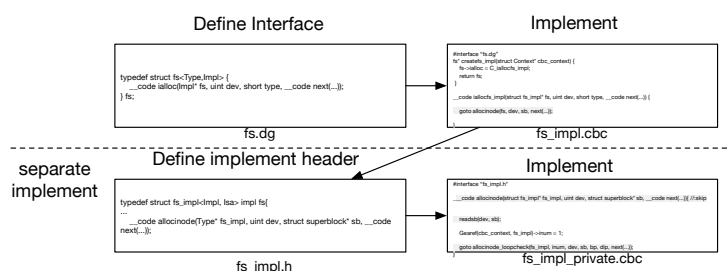 Define Interface
typedef struct fs<Type,Impl> {
__code ialloc(Impl* fs, uint dev, short type, __code next(...));
} fs;
fs.dg
Implement
#interface "fs.dg"
fs* createfs_impl(struct Context* cbc_context) {
fs->ialloc = C_iallocfs_impl;
return fs;
}
__code iallocfs_impl(struct fs_impl* fs, uint dev, short type, __code next(...)) {
goto allocinode(fs, dev, sb, next(...));
}
fs_impl.cbc
separate
implement
Define implement header
typedef struct fs_impl<Impl, Isa> impl fs{
...
__code allocinode(Type* fs_impl, uint dev, struct superblock* sb, __code
next(...));
fs_impl.h
Implement
#interface "fs_impl.h"
__code allocinode(struct fs_impl* fs_impl, uint dev, struct superblock* sb, __code next(...)){ //:skip
readsb(dev, sb);
Gearef(cbc_context, fs_impl)->inum = 1;
goto allocinode_loopcheck(fs_impl, inum, dev, sb, bp, dip, next(...));
}
fs_impl_private.cbc